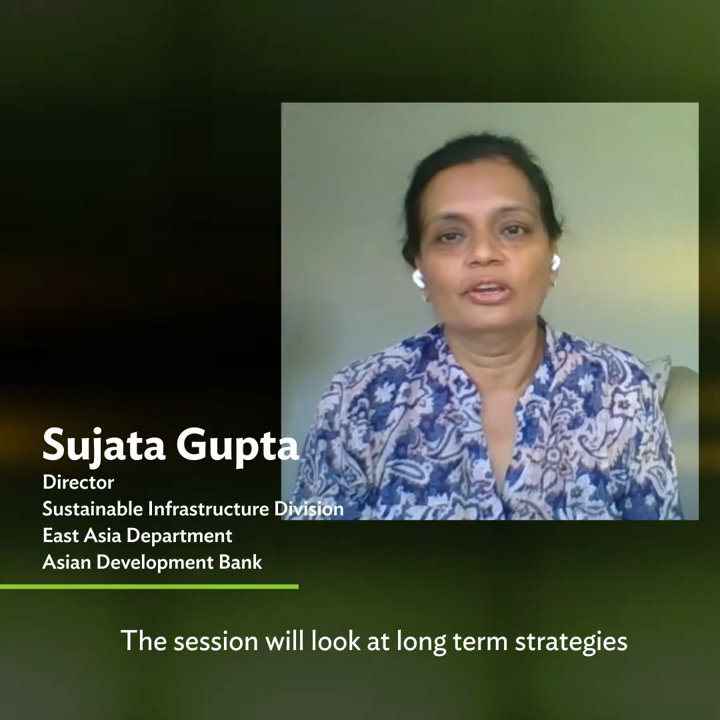 Sujata Gupta
Director
Sustainable Infrastructure Division
East Asia Department
Asian Development Bank
The session will look at long term strategies